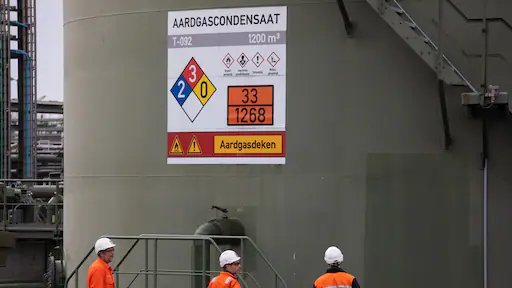 AARDGASCONDENSAAT
T-092 1200 m³
3
2 0
33
1268
Aardgasdeken